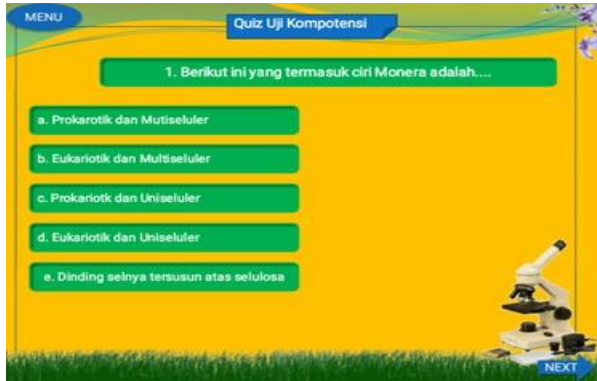 MENU
Quiz Uji Kompotensi
1. Berikut ini yang termasuk ciri Monera adalah....
a. Prokarotik dan Mutiseluler
b. Eukariotik dan Multiseluler
c. Prokariotk dan Uniseluler
d. Eukariotik dan Uniseluler
e. Dinding selnya tersusun atas selulosa
NEXT